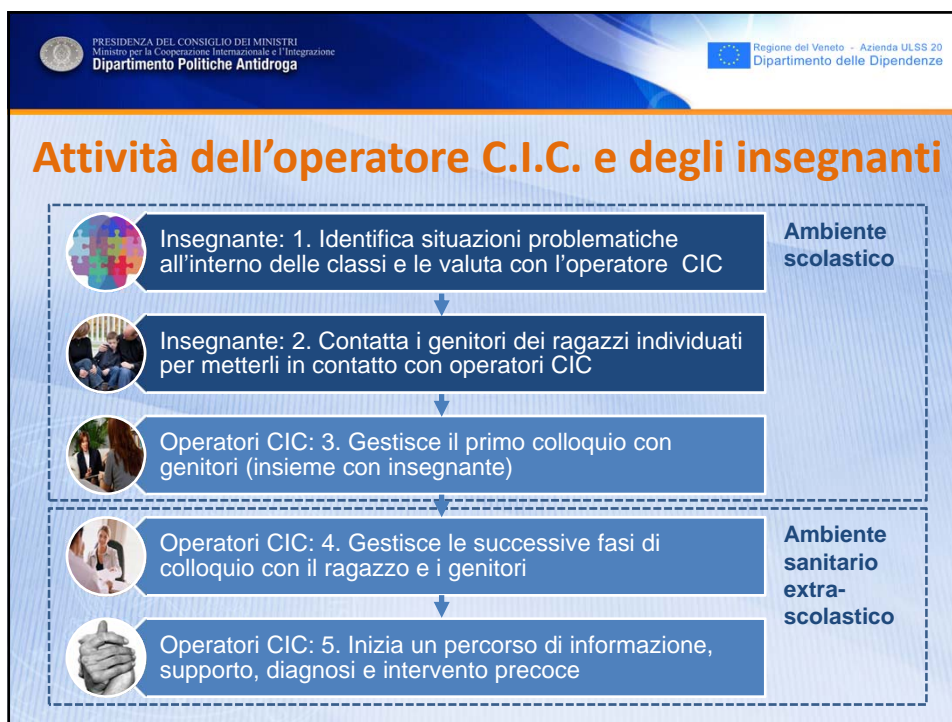 PRESIDENZA DEL CONSIGLIO DEI MINISTRI
Ministro per la Cooperazione Internazionale e l'Integrazione
Dipartimento Politiche Antidroga
Regione del Veneto - Azienda ULSS 20
Dipartimento delle Dipendenze
Attività dell’operatore C.I.C. e degli insegnanti
Insegnante: 1. Identifica situazioni problematiche
all’interno delle classi e le valuta con l’operatore CIC
Ambiente
scolastico
Insegnante: 2. Contatta i genitori dei ragazzi individuati
per metterli in contatto con operatori CIC
Operatori CIC: 3. Gestisce il primo colloquio con
genitori (insieme con insegnante)
Operatori CIC: 4. Gestisce le successive fasi di
colloquio con il ragazzo e i genitori
Ambiente
sanitario
extra-
scolastico
Operatori CIC: 5. Inizia un percorso di informazione,
supporto, diagnosi e intervento precoce